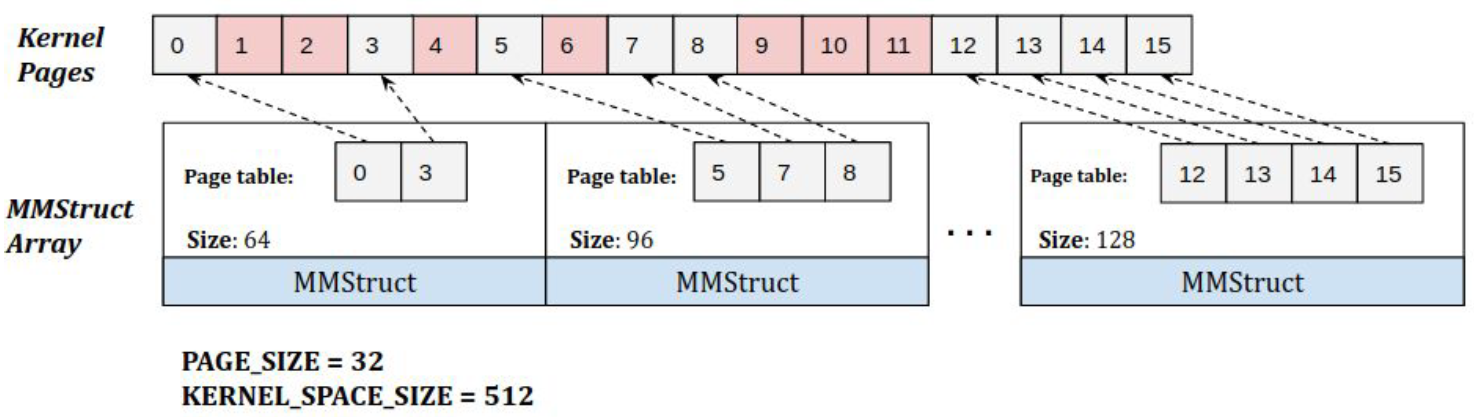 Kernel Pages
0 1 2 3 4 5 6 7 8 9 10 11 12 13 14 15
MMStruct Array
Page table: 0 3
Size: 64
MMStruct
Page table: 5 7 8
Size: 96
MMStruct
. . .
Page table: 12 13 14 15
Size: 128
MMStruct
PAGE_SIZE = 32
KERNEL_SPACE_SIZE = 512